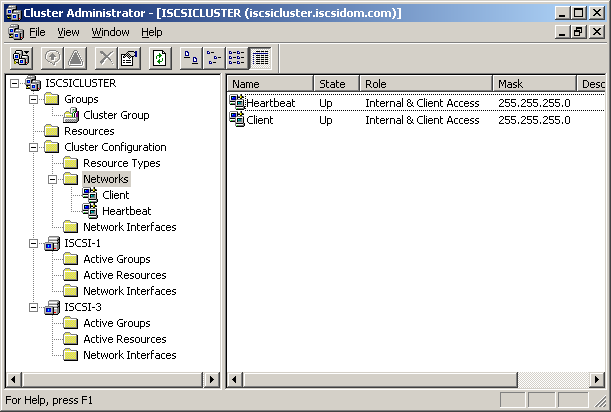 Cluster Administrator - [ISCSICLUSTER (iscsicluster.iscsidom.com)]
File View Window Help
ISCSICLUSTER
Groups
Cluster Group
Resources
Cluster Configuration
Resource Types
Networks
Client
Heartbeat
Network Interfaces
ISCSI-1
Active Groups
Active Resources
Network Interfaces
ISCSI-3
Active Groups
Active Resources
Network Interfaces
Name State Role Mask Desc
Heartbeat Up Internal & Client Access 255.255.255.0
Client Up Internal & Client Access 255.255.255.0
For Help, press F1